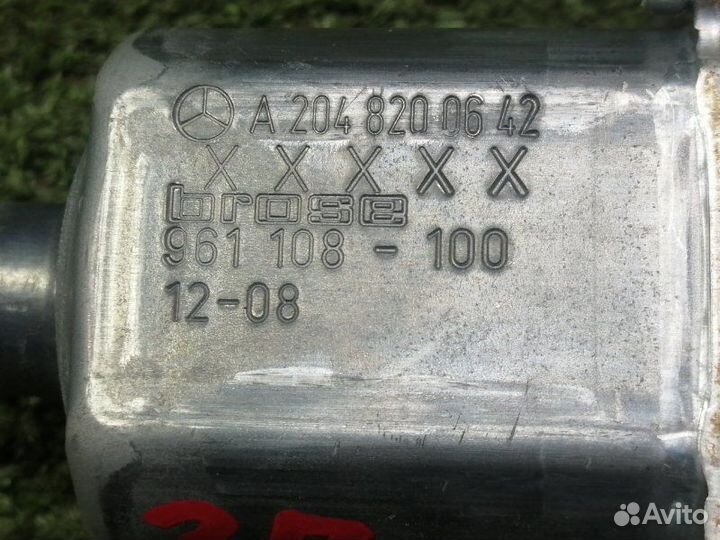 A 204 820 06 42
X X X X X
brose
961 108 - 100
12-08
Avito